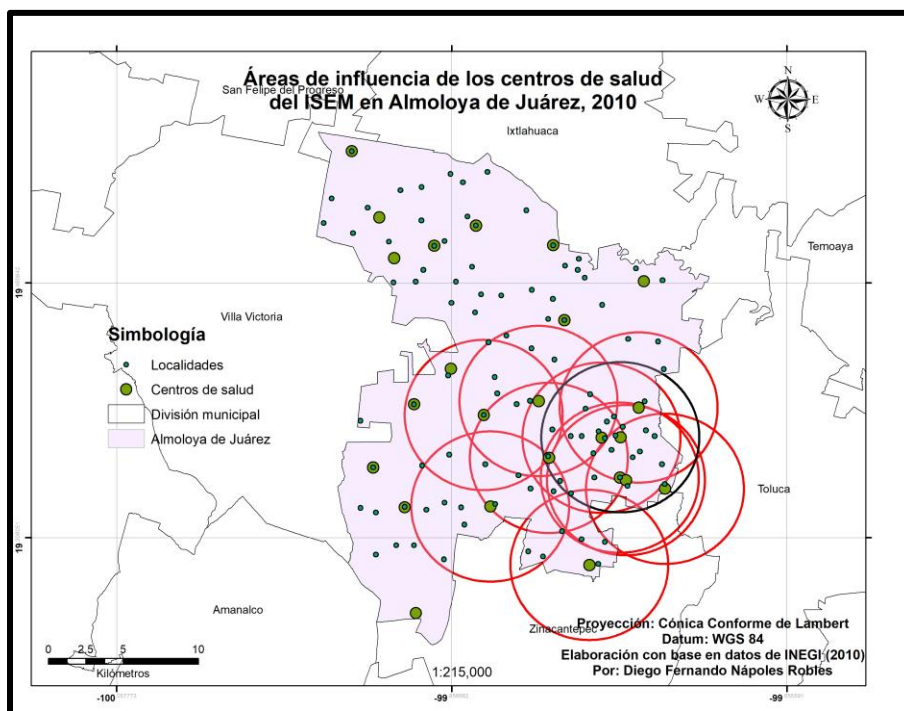 Áreas de influencia de los centros de salud
San Felipe del Progreso
del ISEM en Almoloya de Juárez, 2010
N
W E
S
Ixtlahuaca
Temoaya
19
Villa Victoria
Simbología
Localidades
Centros de salud
División municipal
Almoloya de Juárez
Toluca
19
Amanalco
Zinacantepec
Proyección: Cónica Conforme de Lambert
Datum: WGS 84
Elaboración con base en datos de INEGI (2010)
Por: Diego Fernando Nápoles Robles
0 2.5 5 10
Kilómetros
1:215,000
-100 -99 -99